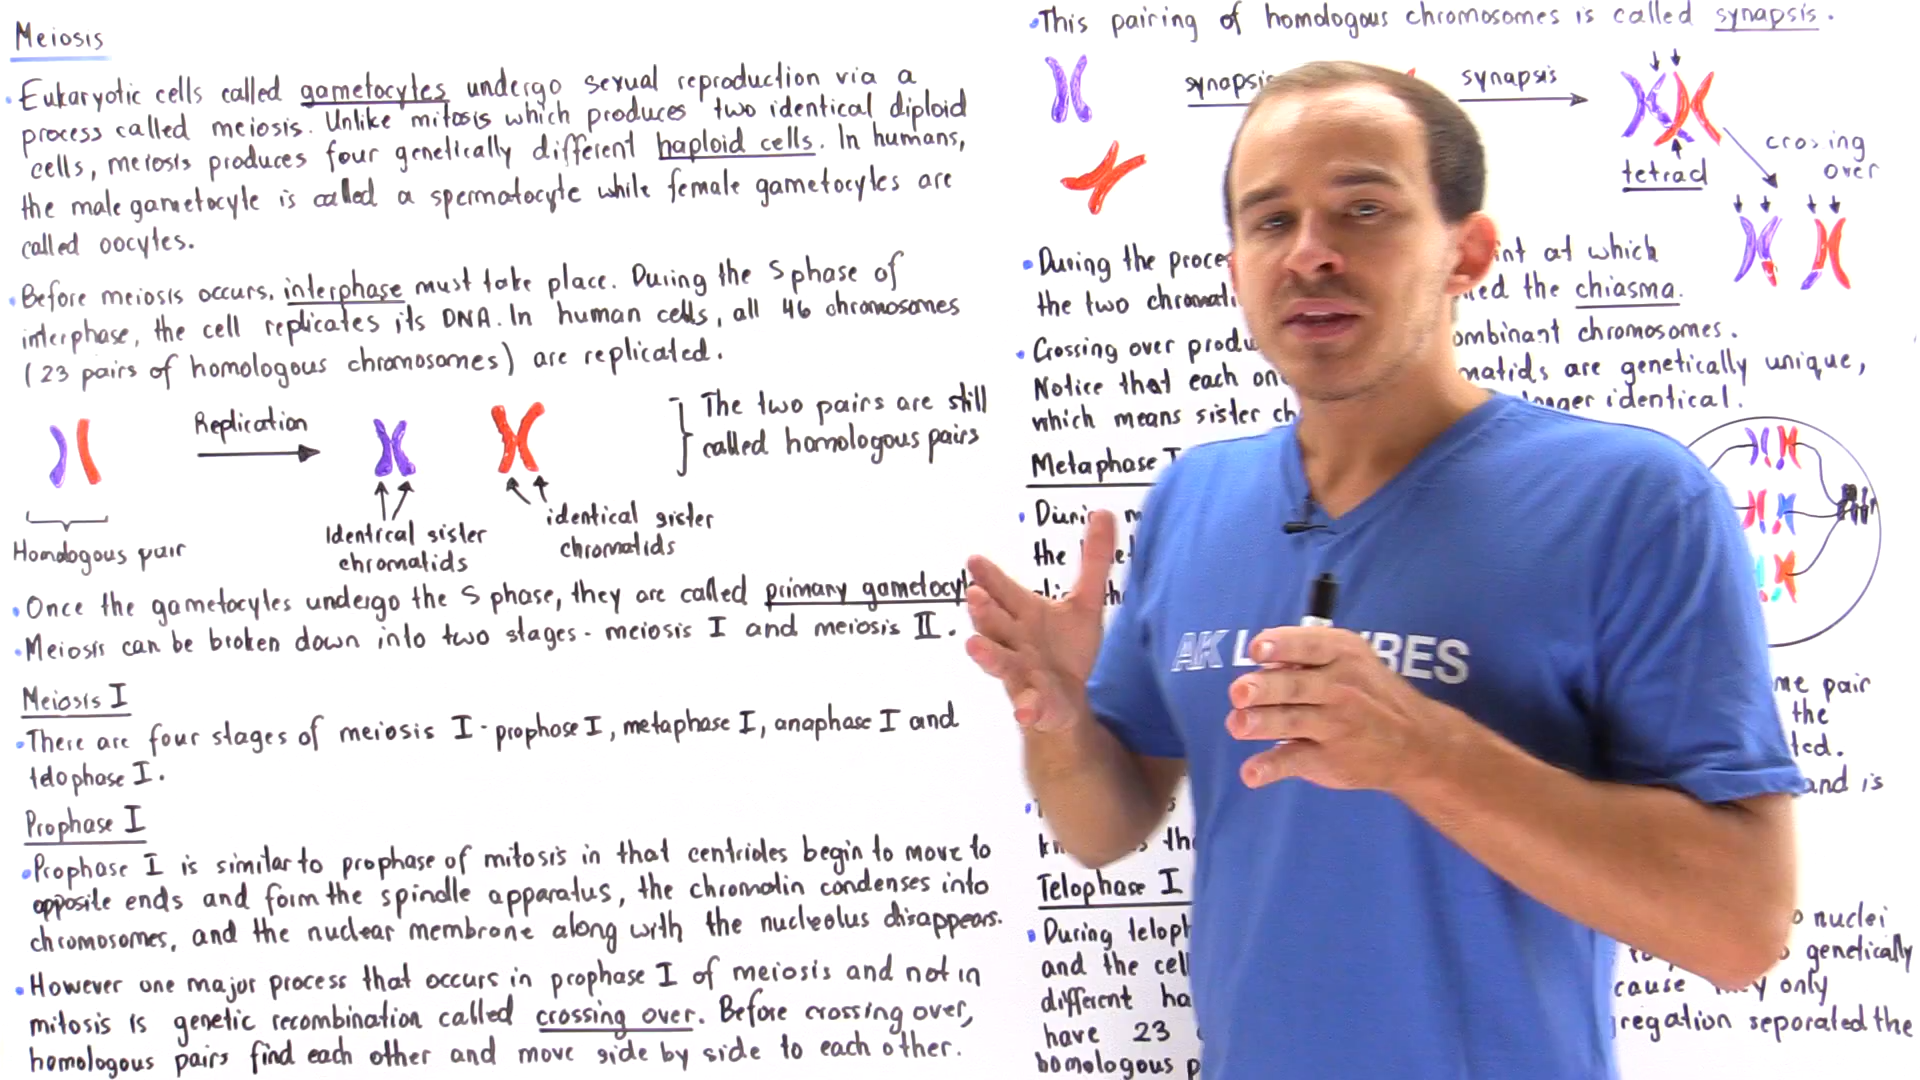 Meiosis
• Eukaryotic cells called gametocytes undergo sexual reproduction via a
process called meiosis. Unlike mitosis which produces two identical diploid
cells, meiosis produces four genetically different haploid cells. In humans,
the male gametocyte is called a spermatocyte while female gametocytes are
called oocytes.
• Before meiosis occurs, interphase must take place. During the S phase of
interphase, the cell replicates its DNA. In human cells, all 46 chromosomes
(23 pairs of homologous chromosomes) are replicated.
Replication
The two pairs are still
called homologous pairs
Homologous pair
Identical sister
chromatids
identical sister
chromatids
• Once the gametocytes undergo the S phase, they are called primary gametocyt
• Meiosis can be broken down into two stages - meiosis I and meiosis II.
Meiosis I
• There are four stages of meiosis I - prophase I, metaphase I, anaphase I and
telophase I.
Prophase I
• Prophase I is similar to prophase of mitosis in that centrioles begin to move to
opposite ends and form the spindle apparatus, the chromatin condenses into
chromosomes, and the nuclear membrane along with the nucleolus disappears.
• However one major process that occurs in prophase I of meiosis and not in
mitosis is genetic recombination called crossing over. Before crossing over,
homologous pairs find each other and move side by side to each other.
• This pairing of homologous chromosomes is called synapsis.
synapsis
synapsis
tetrad
crossing
over
• During the proces int at which
the two chromati led the chiasma.
• Crossing over produ ombinant chromosomes.
Notice that each on matids are genetically unique,
which means sister ch longer identical.
Metaphase I
• During m
the
me pair
the
ted.
and is
Telophase I
• During teloph nuclei
and the cell genetically
different ha cause they only
have 23 regation separated the
homologous p
AK LECTURES